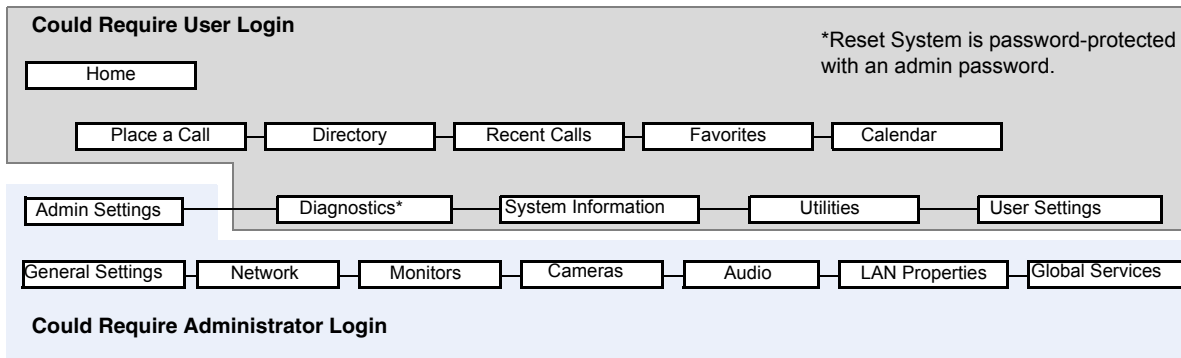 Could Require User Login
*Reset System is password-protected
with an admin password.
Home
Place a Call
Directory
Recent Calls
Favorites
Calendar
Admin Settings
Diagnostics*
System Information
Utilities
User Settings
General Settings
Network
Monitors
Cameras
Audio
LAN Properties
Global Services
Could Require Administrator Login